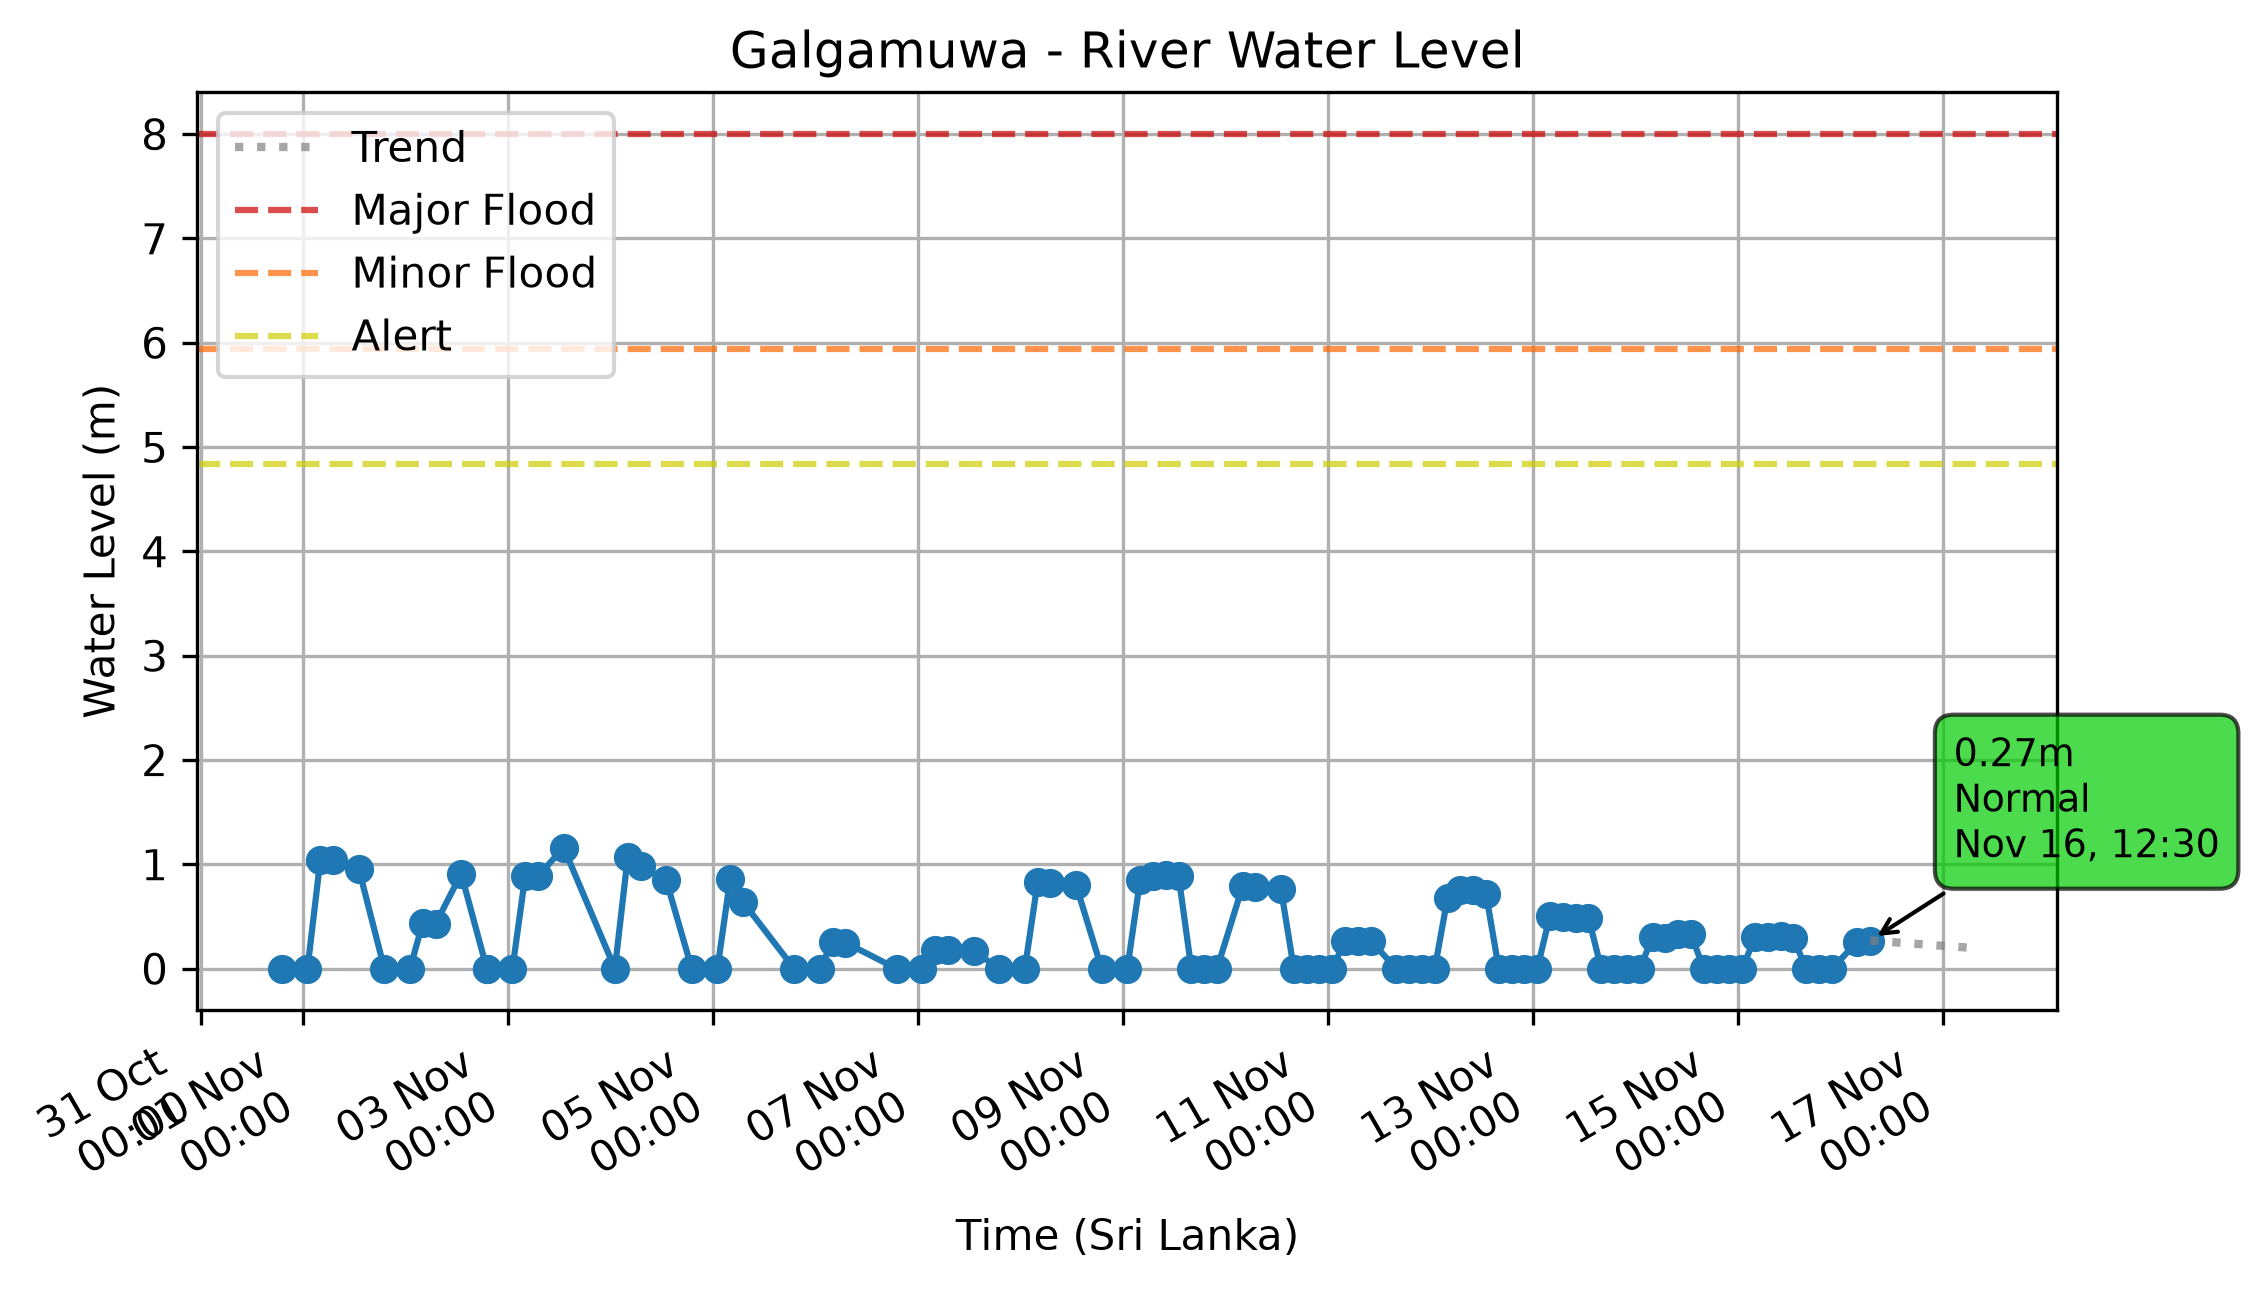 Galgamuwa - River Water Level
Trend
Major Flood
Minor Flood
Alert
Water Level (m)
8
7
6
5
4
3
2
1
0
0.27m
Normal
Nov 16, 12:30
31 Oct
00:00
01 Nov
00:00
03 Nov
00:00
05 Nov
00:00
07 Nov
00:00
09 Nov
00:00
11 Nov
00:00
13 Nov
00:00
15 Nov
00:00
17 Nov
00:00
Time (Sri Lanka)